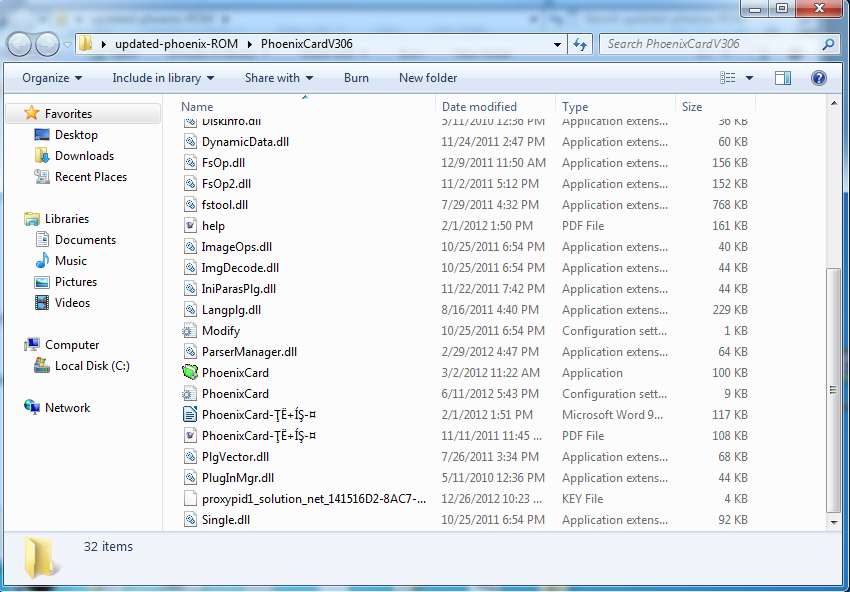 updated-phoenix-ROM PhoenixCardV306 Search PhoenixCardV306
Organize Include in library Share with Burn New folder
Favorites
Desktop
Downloads
Recent Places
Libraries
Documents
Music
Pictures
Videos
Computer
Local Disk (C:)
Network
Name Date modified Type Size
DiskInfo.dll 5/11/2010 12:36 PM Application extens... 36 KB
DynamicData.dll 11/24/2011 2:47 PM Application extens... 60 KB
FsOp.dll 12/9/2011 11:50 AM Application extens... 156 KB
FsOp2.dll 11/2/2011 5:12 PM Application extens... 152 KB
fstool.dll 7/29/2011 4:32 PM Application extens... 768 KB
help 2/1/2012 1:50 PM PDF File 161 KB
ImageOps.dll 10/25/2011 6:54 PM Application extens... 40 KB
ImgDecode.dll 10/25/2011 6:54 PM Application extens... 44 KB
IniParasPlg.dll 11/22/2011 7:42 PM Application extens... 44 KB
Langplg.dll 8/16/2011 4:40 PM Application extens... 229 KB
Modify 10/25/2011 6:54 PM Configuration sett... 1 KB
ParserManager.dll 2/29/2012 4:47 PM Application extens... 64 KB
PhoenixCard 3/2/2012 11:22 AM Application 100 KB
PhoenixCard 6/11/2012 5:43 PM Configuration sett... 9 KB
PhoenixCard-ŢË+ÍŞ-¤ 2/1/2012 1:51 PM Microsoft Word 9... 117 KB
PhoenixCard-ŢË+ÍŞ-¤ 11/11/2011 11:45 ... PDF File 108 KB
PlgVector.dll 7/26/2011 3:34 PM Application extens... 68 KB
PlugInMgr.dll 5/11/2010 12:36 PM Application extens... 44 KB
proxypid1_solution_net_141516D2-8AC7-... 12/26/2012 10:23 ... KEY File 4 KB
Single.dll 10/25/2011 6:54 PM Application extens... 92 KB
32 items